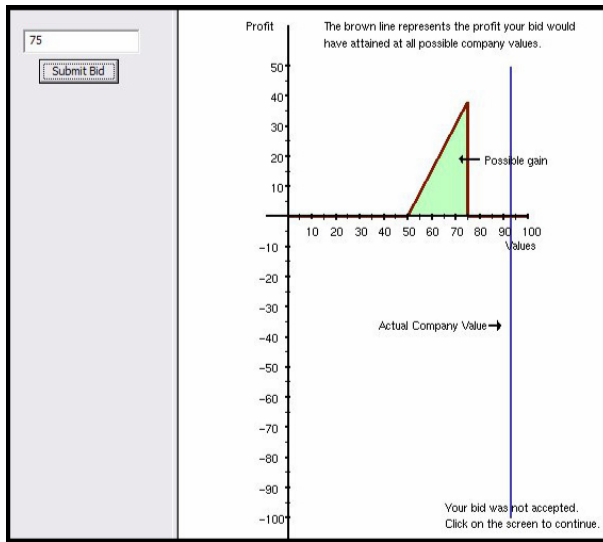 75
Submit Bid
Profit
The brown line represents the profit your bid would
have attained at all possible company values.
50
40
30
20
10
Possible gain
10 20 30 40 50 60 70 80 90 100
Values
-10
-20
-30
Actual Company Value
-40
-50
-60
-70
-80
-90
-100
Your bid was not accepted.
Click on the screen to continue.